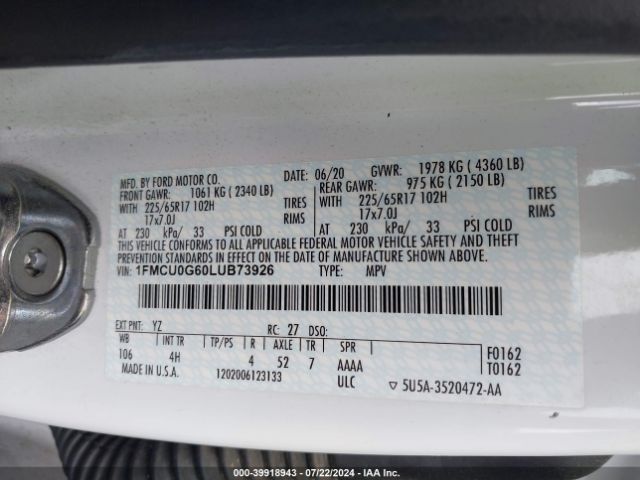 MFD. BY FORD MOTOR CO.
DATE: 06/20 GVWR: 1978 KG ( 4360 LB)
FRONT GAWR: 1061 KG ( 2340 LB)
REAR GAWR: 975 KG ( 2150 LB)
WITH 225/65R17 102H TIRES
WITH 225/65R17 102H TIRES
17x7.0J RIMS
17x7.0J RIMS
AT 230 kPa/ 33 PSI COLD
AT 230 kPa/ 33 PSI COLD
THIS VEHICLE CONFORMS TO ALL APPLICABLE FEDERAL MOTOR VEHICLE SAFETY AND THEFT
PREVENTION STANDARDS IN EFFECT ON THE DATE OF MANUFACTURE SHOWN ABOVE.
VIN: 1FMCU0G60LUB73926 TYPE: MPV
EXT PNT: YZ RC: 27 DSO:
WB INT TR TP/PS R AXLE TR SPR
106 4H 4 52 7 AAAA
F0162
T0162
MADE IN U.S.A. 1202006123133 ULC
▽ 5U5A-3520472-AA
000-39918943 - 07/22/2024 - IAA Inc.